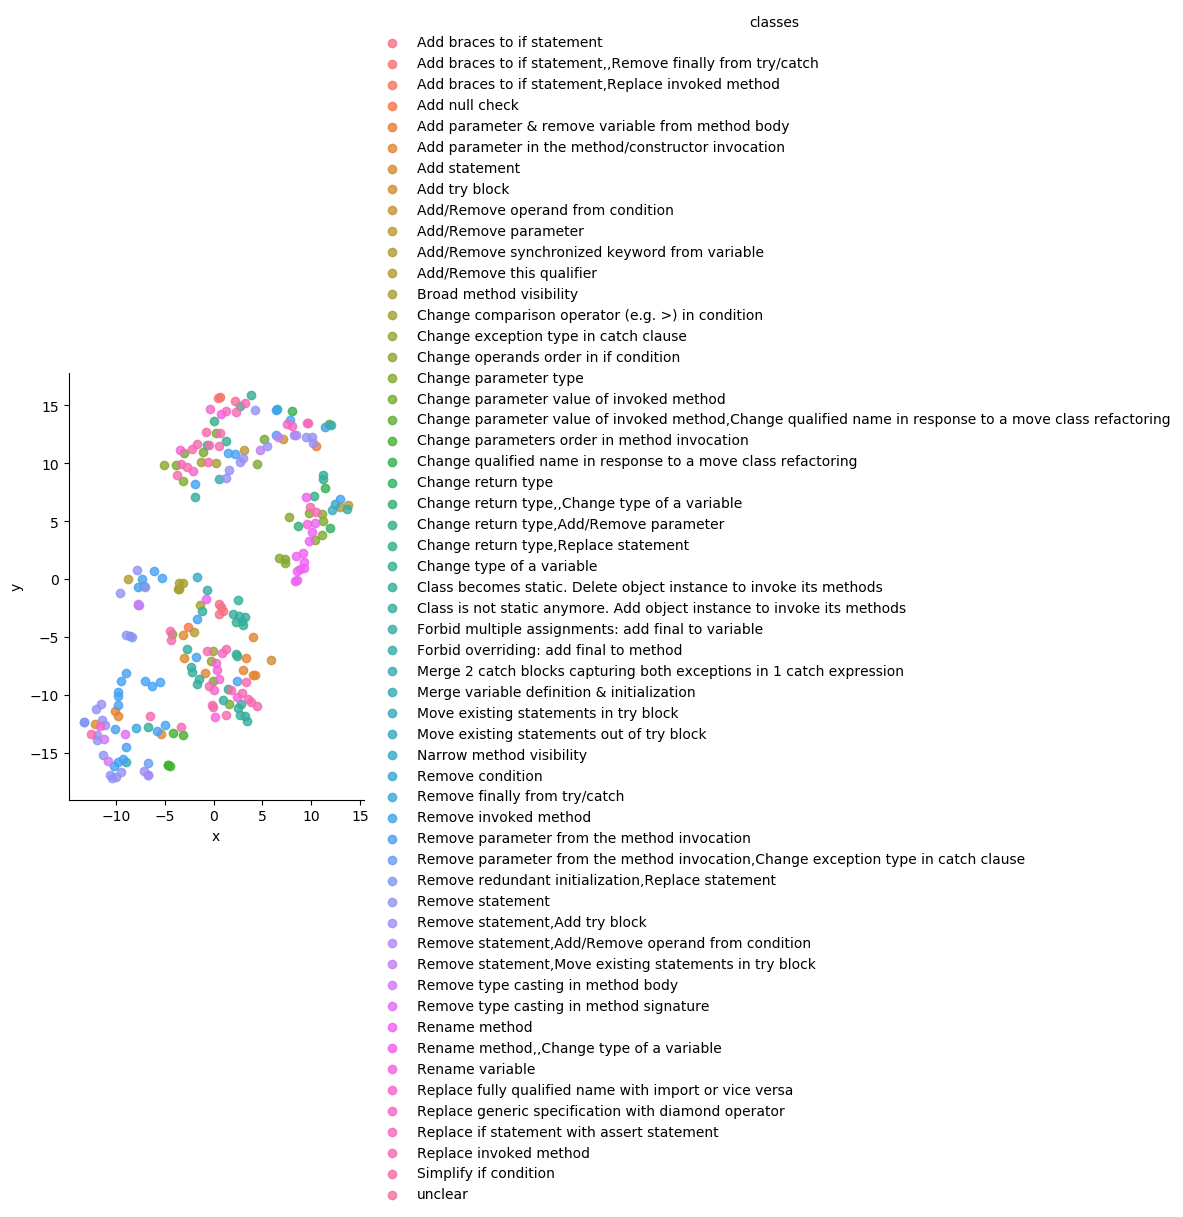 classes
Add braces to if statement
Add braces to if statement,,Remove finally from try/catch
Add braces to if statement,Replace invoked method
Add null check
Add parameter & remove variable from method body
Add parameter in the method/constructor invocation
Add statement
Add try block
Add/Remove operand from condition
Add/Remove parameter
Add/Remove synchronized keyword from variable
Add/Remove this qualifier
Broad method visibility
Change comparison operator (e.g. >) in condition
Change exception type in catch clause
Change operands order in if condition
Change parameter type
Change parameter value of invoked method
Change parameter value of invoked method,Change qualified name in response to a move class refactoring
Change parameters order in method invocation
Change qualified name in response to a move class refactoring
Change return type
Change return type,,Change type of a variable
Change return type,Add/Remove parameter
Change return type,Replace statement
Change type of a variable
Class becomes static. Delete object instance to invoke its methods
Class is not static anymore. Add object instance to invoke its methods
Forbid multiple assignments: add final to variable
Forbid overriding: add final to method
Merge 2 catch blocks capturing both exceptions in 1 catch expression
Merge variable definition & initialization
Move existing statements in try block
Move existing statements out of try block
Narrow method visibility
Remove condition
Remove finally from try/catch
Remove invoked method
Remove parameter from the method invocation
Remove parameter from the method invocation,Change exception type in catch clause
Remove redundant initialization,Replace statement
Remove statement
Remove statement,Add try block
Remove statement,Add/Remove operand from condition
Remove statement,Move existing statements in try block
Remove type casting in method body
Remove type casting in method signature
Rename method
Rename method,,Change type of a variable
Rename variable
Replace fully qualified name with import or vice versa
Replace generic specification with diamond operator
Replace if statement with assert statement
Replace invoked method
Simplify if condition
unclear
15
10
5
0
−5
−10
−15
y
−10
−5
0
5
10
15
x